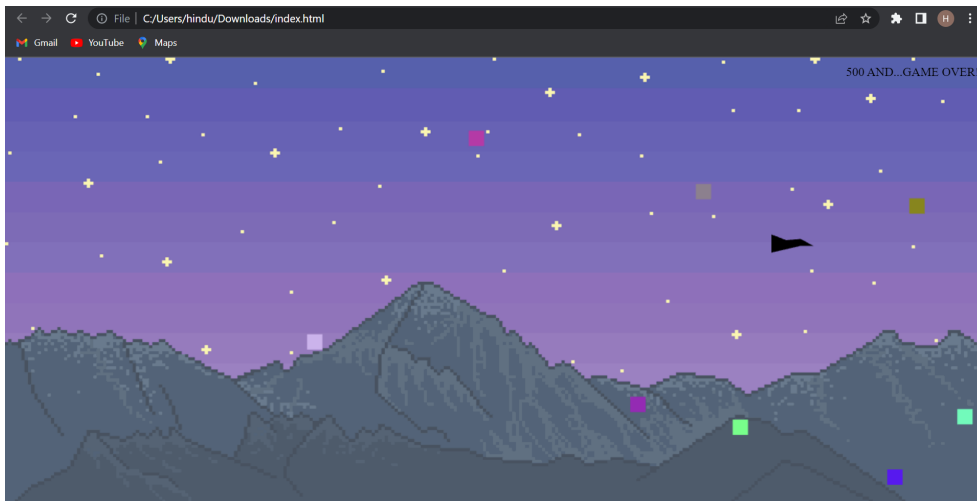 File
C:/Users/hindu/Downloads/index.html
H
Gmail
YouTube
Maps
500 AND...GAME OVER